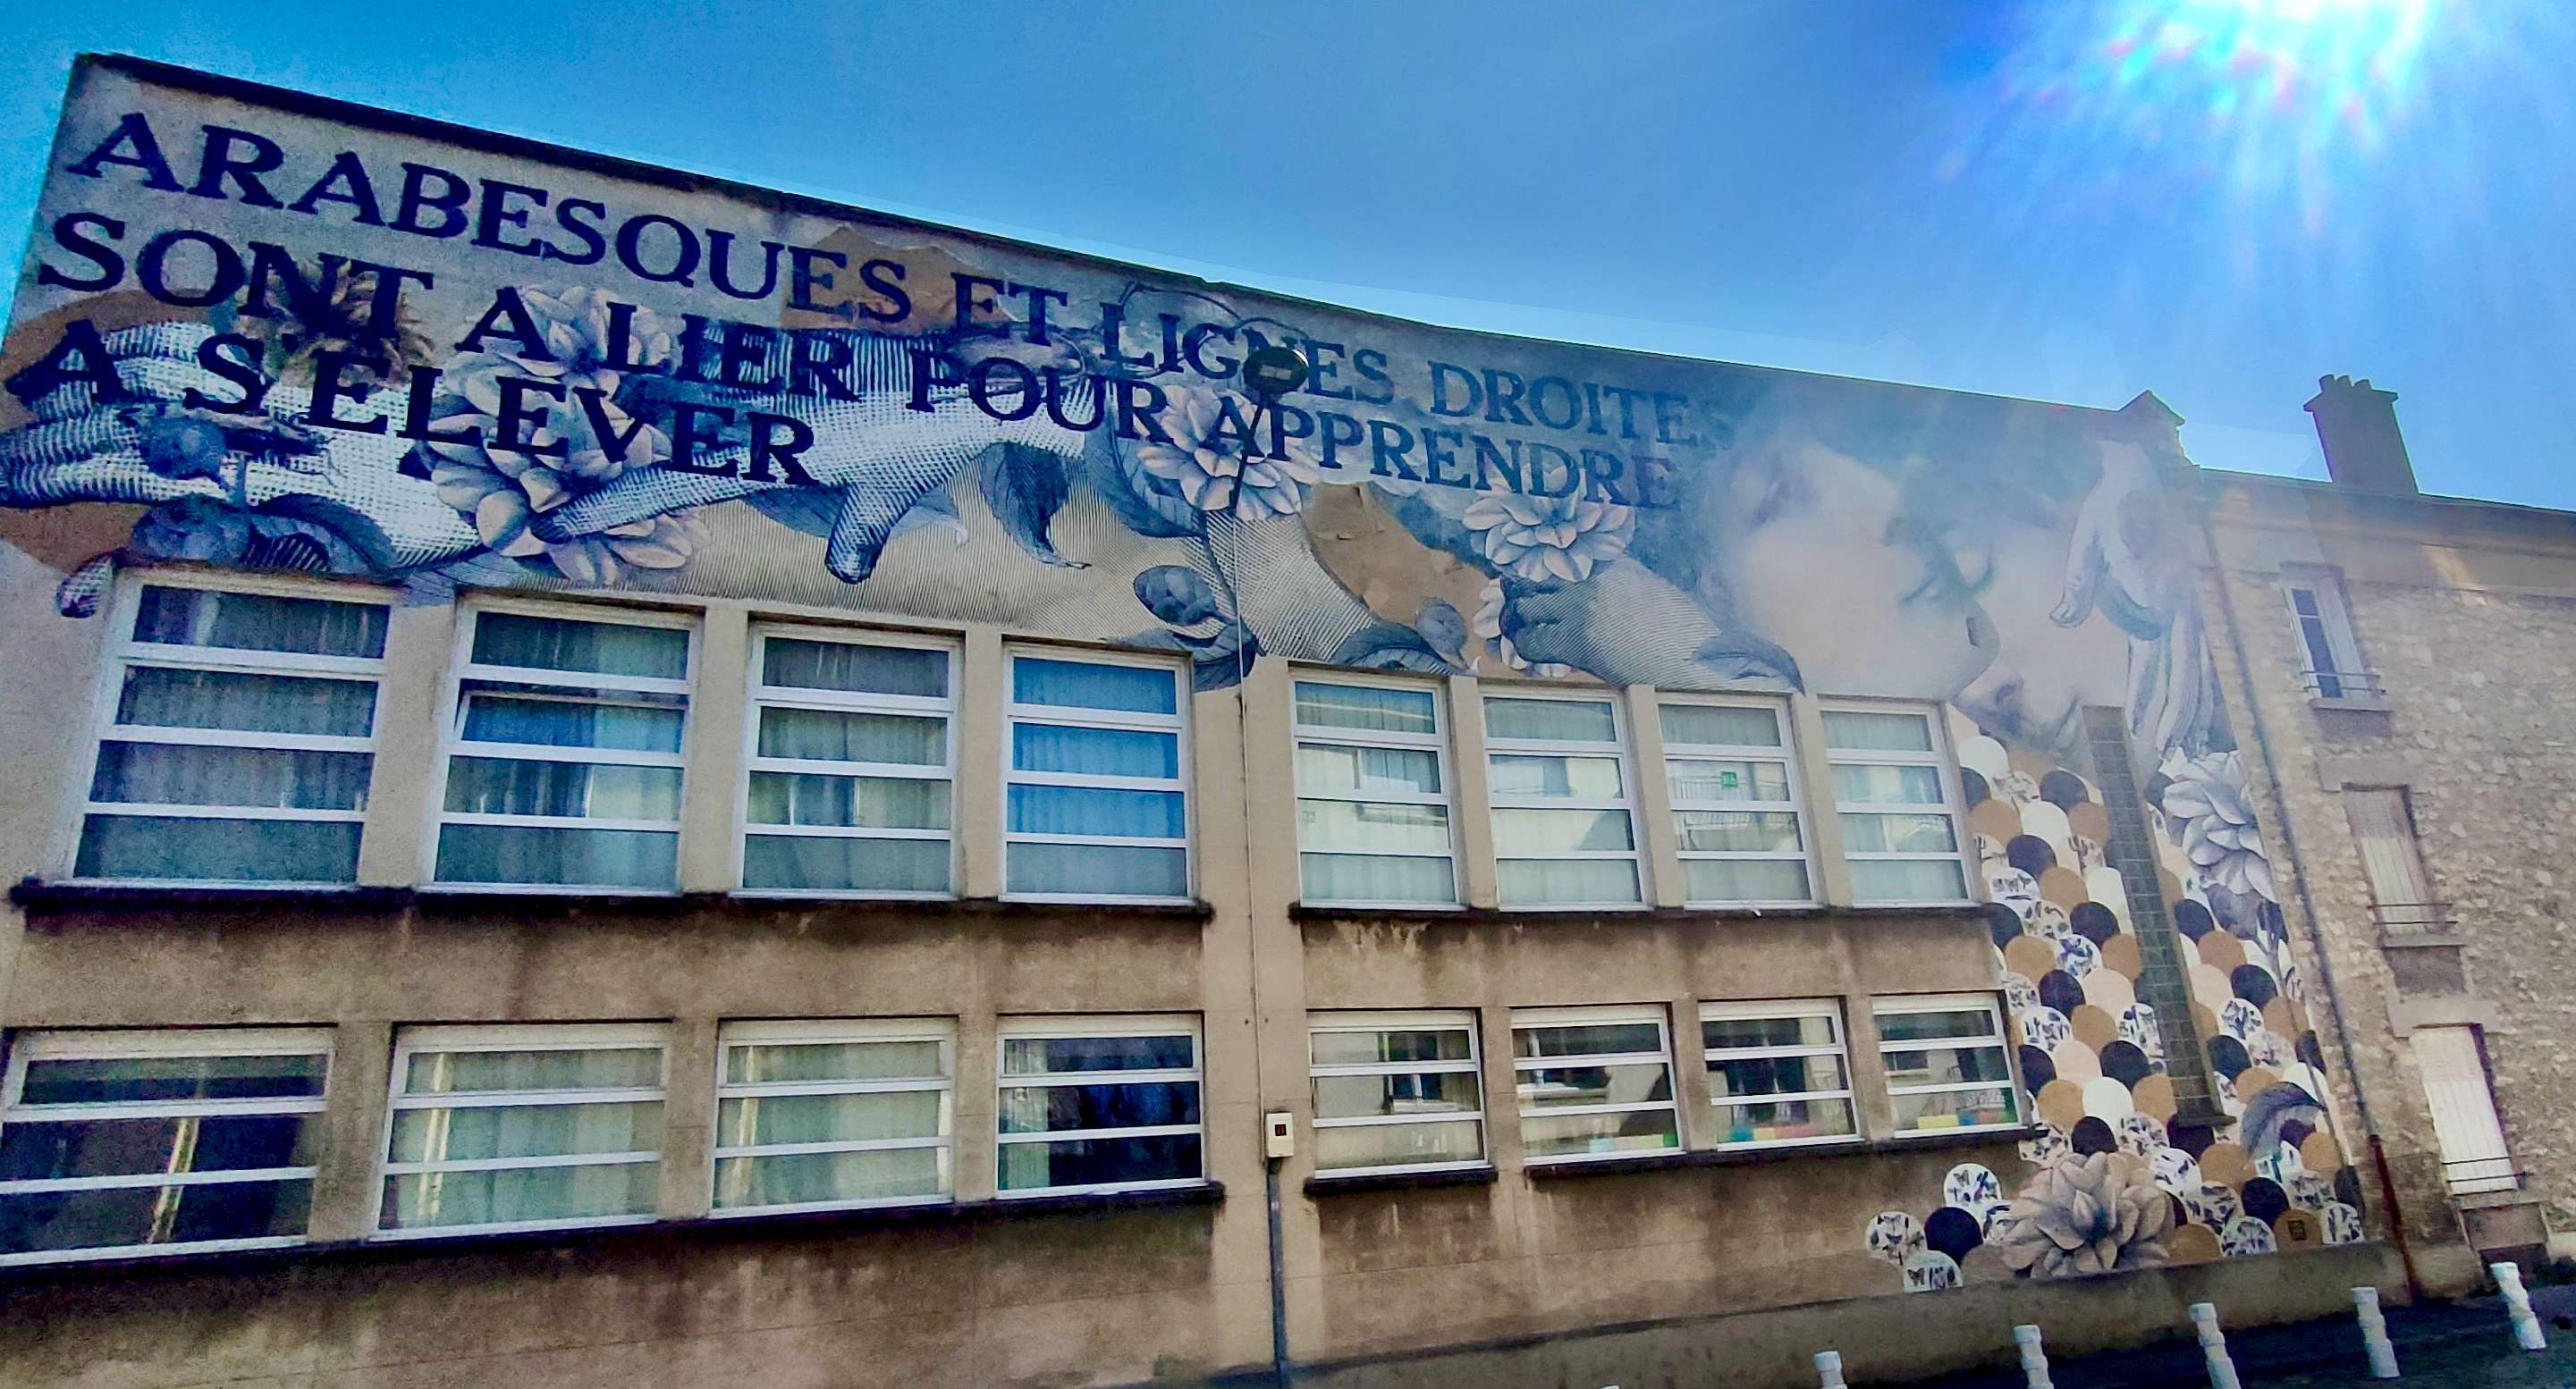 ARABESQUES ET LIGNES DROITES
SONT A LIER POUR APPRENDRE
A S'ELEVER